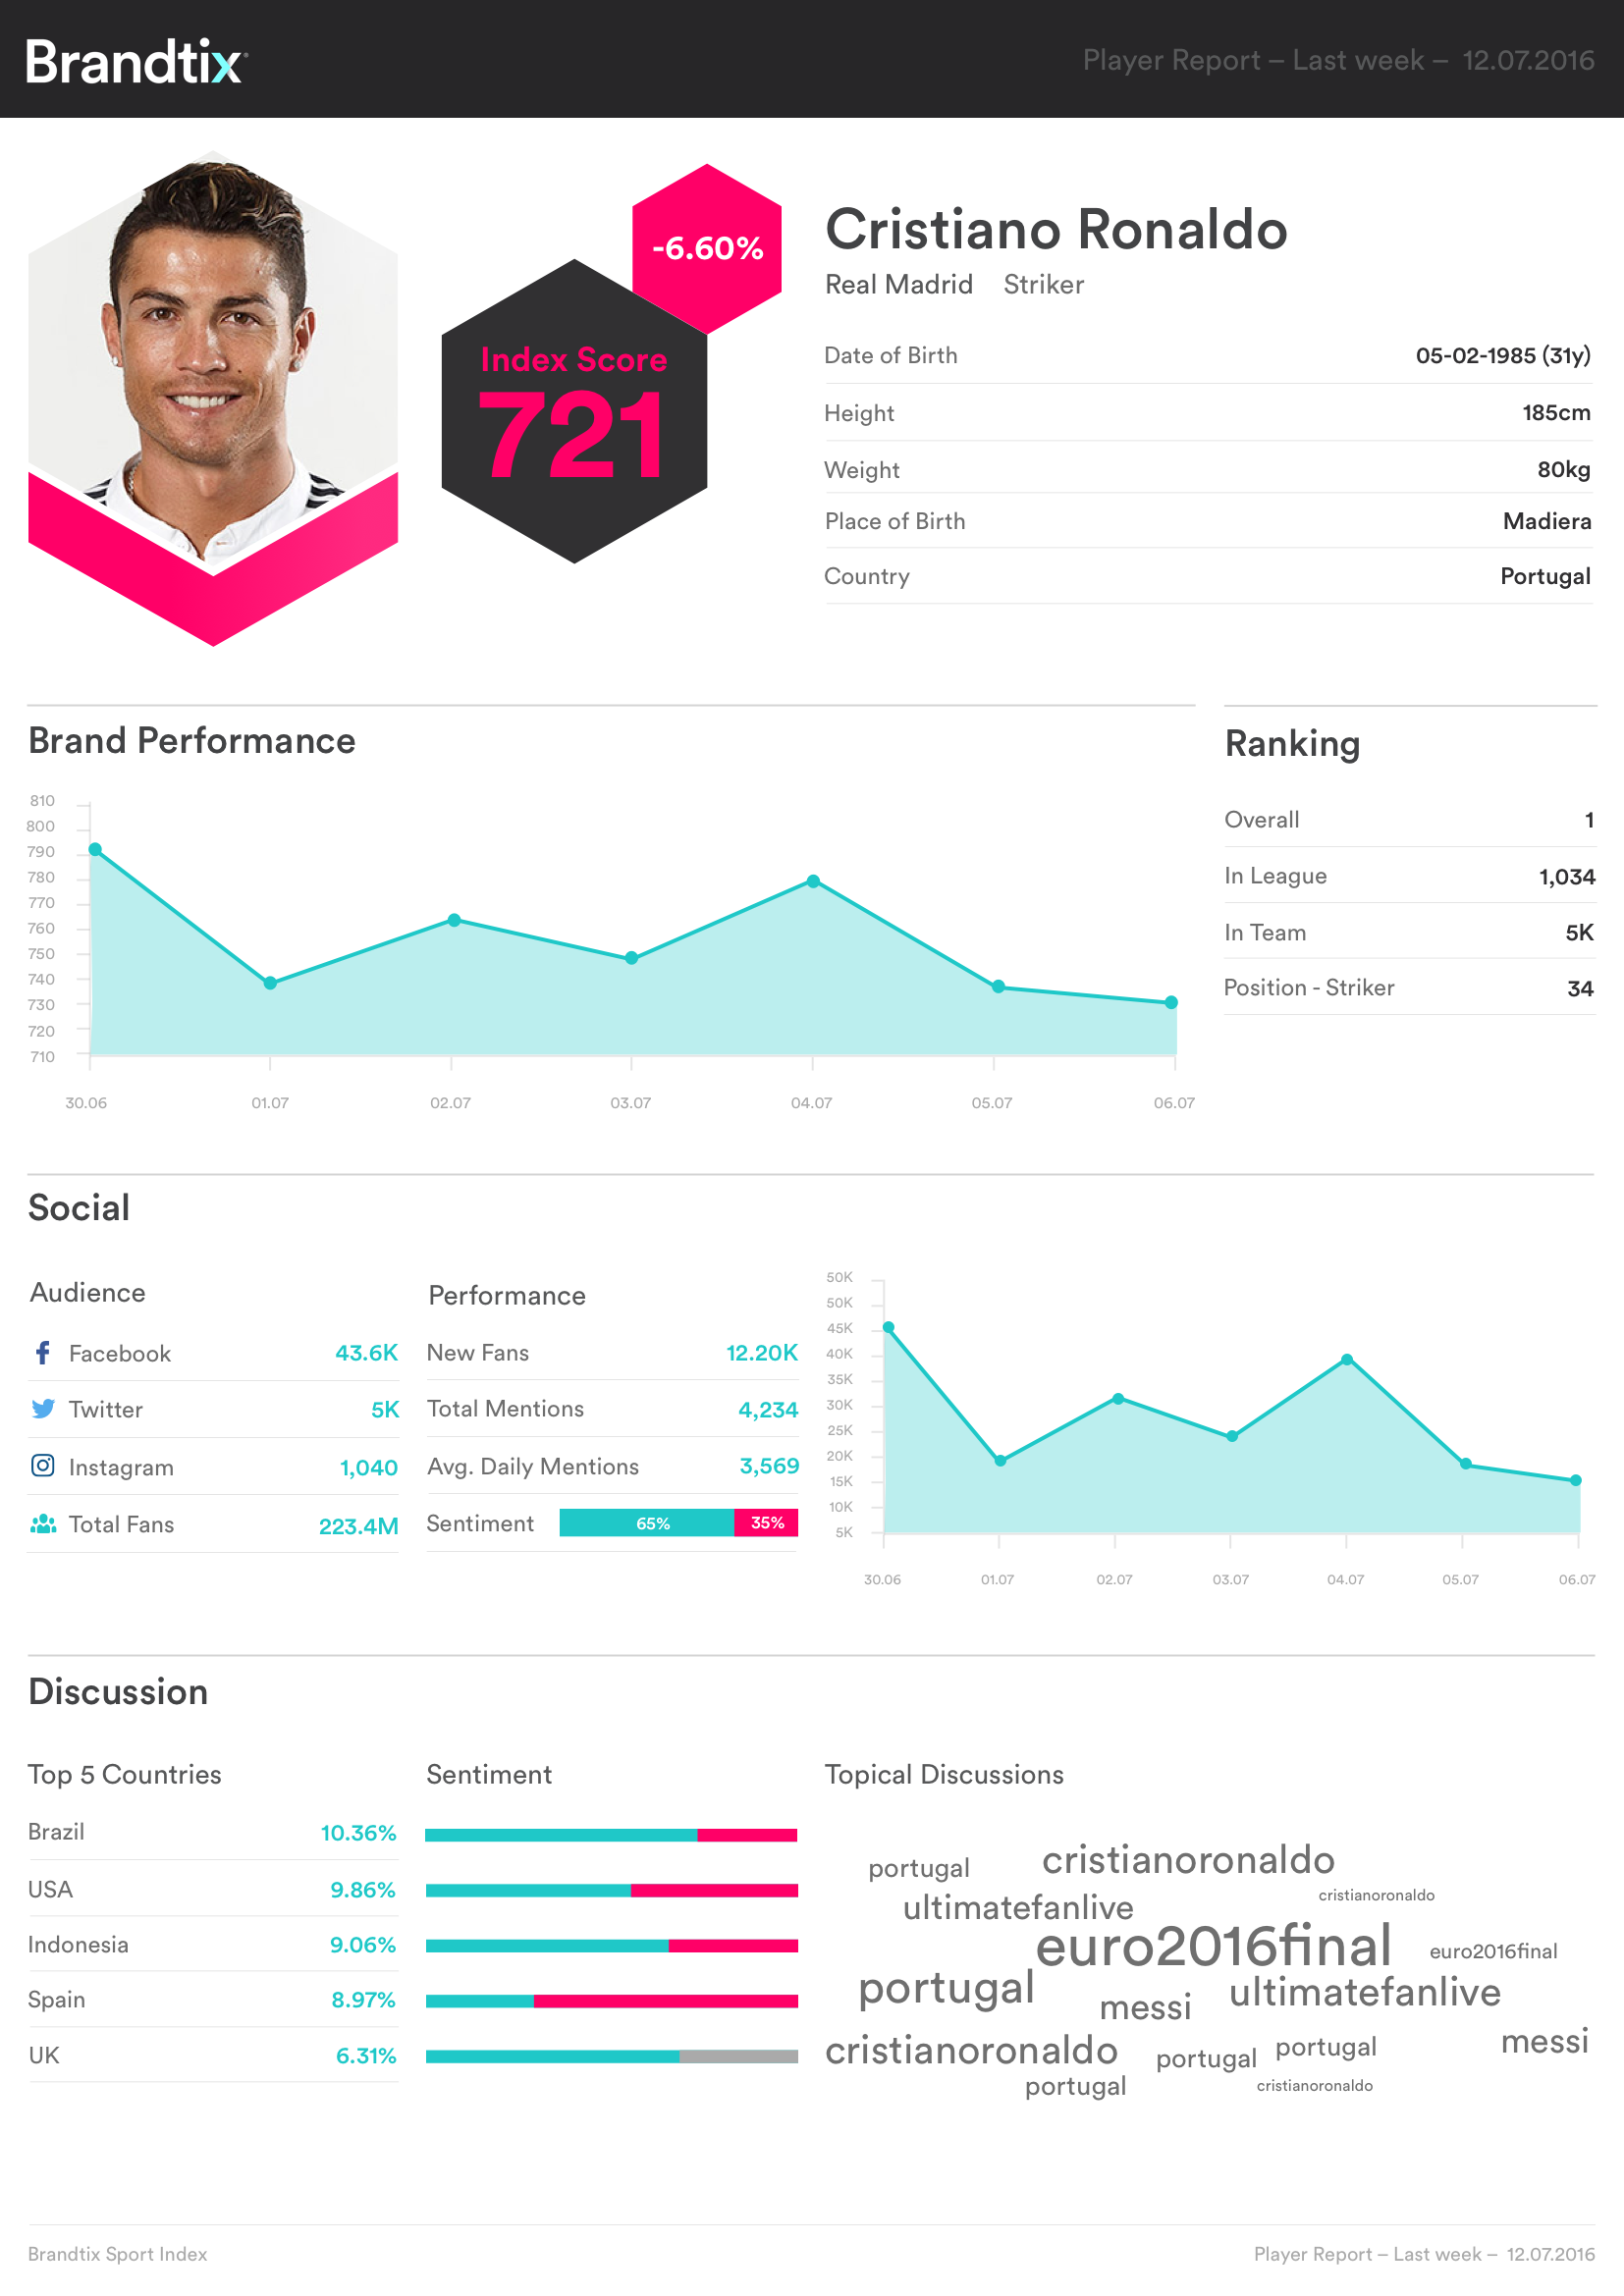 Brandtix
Player Report – Last week – 12.07.2016
-6.60%
Index Score
721
Cristiano Ronaldo
Real Madrid Striker
Date of Birth 05-02-1985 (31y)
Height 185cm
Weight 80kg
Place of Birth Madiera
Country Portugal
Brand Performance
810
800
790
780
770
760
750
740
730
720
710
30.06 01.07 02.07 03.07 04.07 05.07 06.07
Ranking
Overall 1
In League 1,034
In Team 5K
Position - Striker 34
Social
Audience
Facebook 43.6K
Twitter 5K
Instagram 1,040
Total Fans 223.4M
Performance
New Fans 12.20K
Total Mentions 4,234
Avg. Daily Mentions 3,569
Sentiment 65% 35%
50K
50K
45K
40K
35K
30K
25K
20K
15K
10K
5K
30.06 01.07 02.07 03.07 04.07 05.07 06.07
Discussion
Top 5 Countries
Brazil 10.36%
USA 9.86%
Indonesia 9.06%
Spain 8.97%
UK 6.31%
Sentiment
Topical Discussions
portugal cristianoronaldo
ultimatefanlive cristianoronaldo
euro2016final euro2016final
portugal messi ultimatefanlive
cristianoronaldo portugal portugal messi
portugal cristianoronaldo
Brandtix Sport Index
Player Report – Last week – 12.07.2016